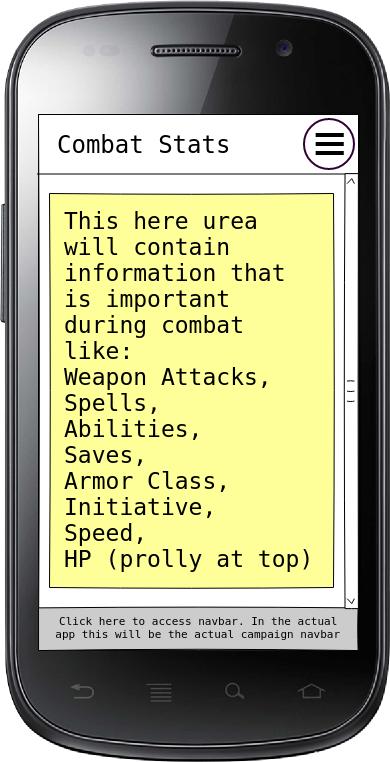 Combat Stats
This here urea
will contain
information that
is important
during combat
like:
Weapon Attacks,
Spells,
Abilities,
Saves,
Armor Class,
Initiative,
Speed,
HP (prolly at top)
Click here to access navbar. In the actual
app this will be the actual campaign navbar